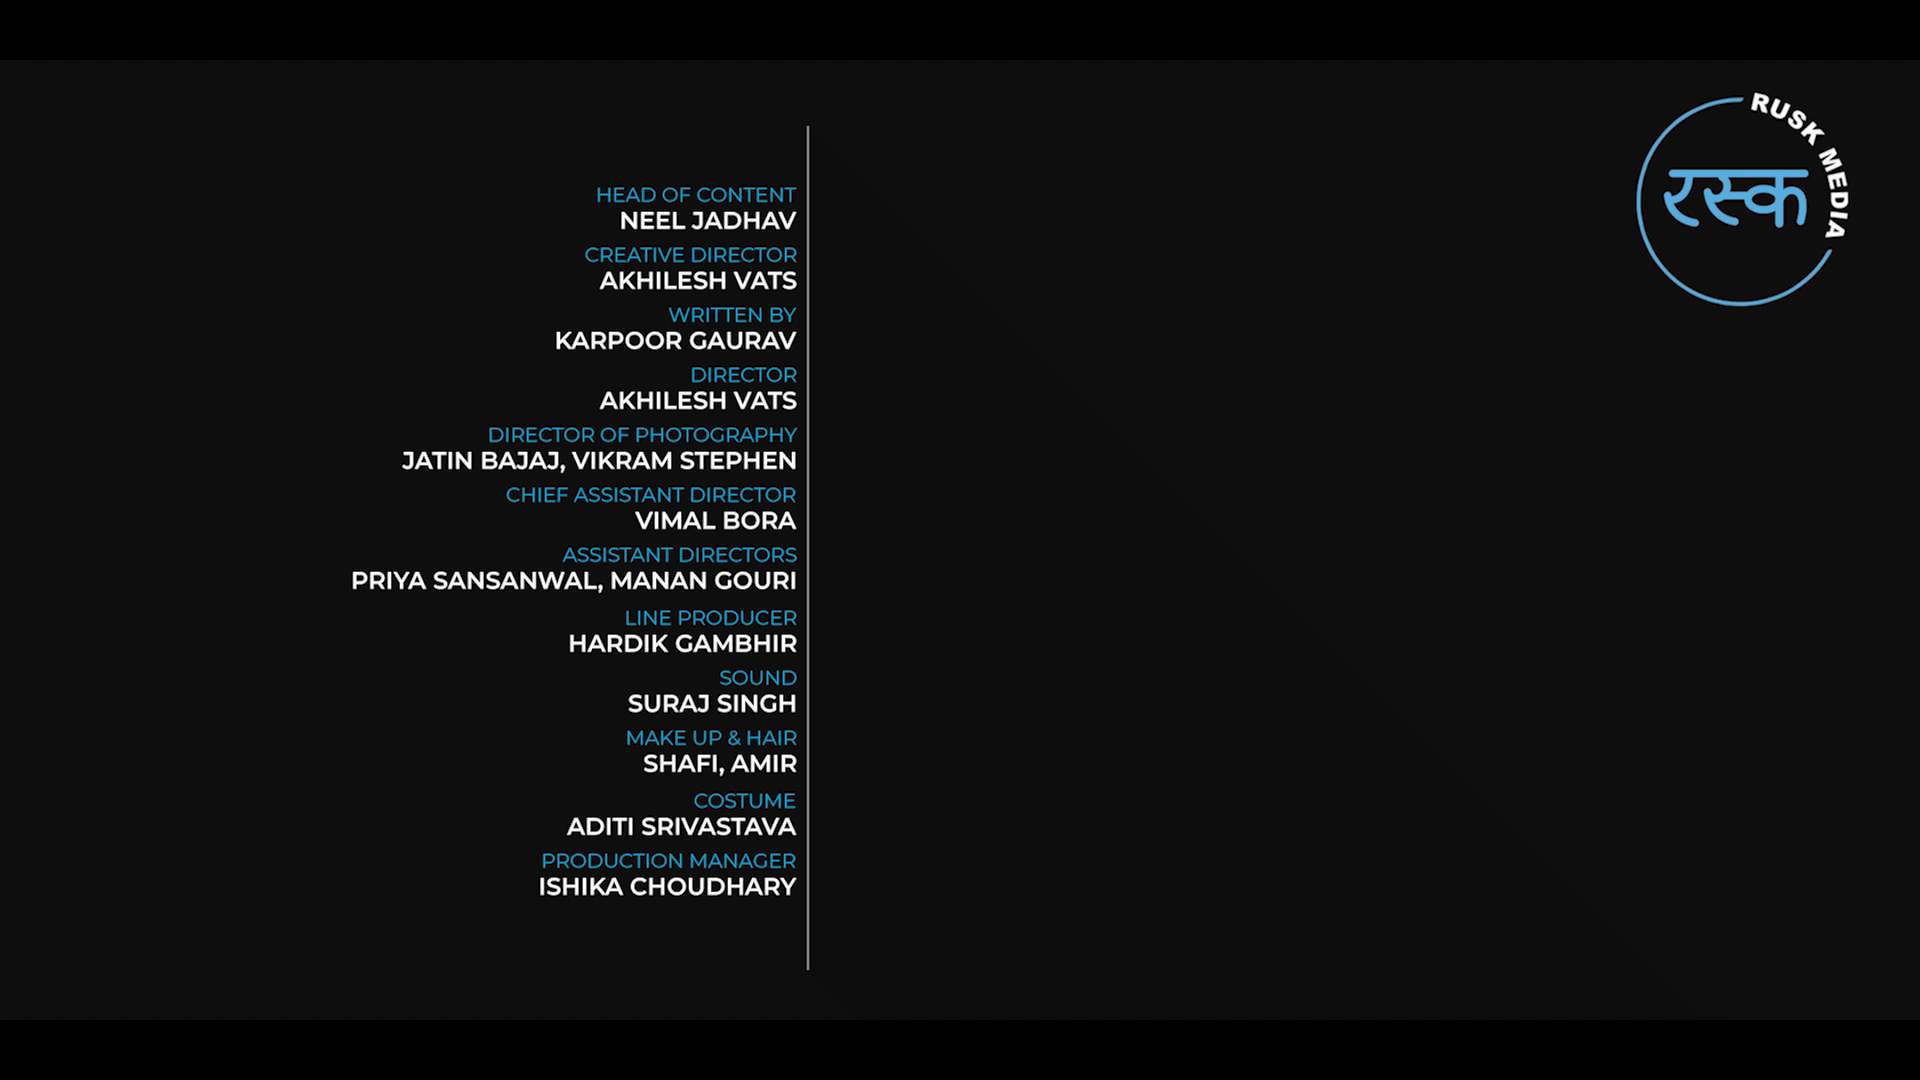 HEAD OF CONTENT
NEEL JADHAV
CREATIVE DIRECTOR
AKHILESH VATS
WRITTEN BY
KARPOOR GAURAV
DIRECTOR
AKHILESH VATS
DIRECTOR OF PHOTOGRAPHY
JATIN BAJAJ, VIKRAM STEPHEN
CHIEF ASSISTANT DIRECTOR
VIMAL BORA
ASSISTANT DIRECTORS
PRIYA SANSANWAL, MANAN GOURI
LINE PRODUCER
HARDIK GAMBHIR
SOUND
SURAJ SINGH
MAKE UP & HAIR
SHAFI, AMIR
COSTUME
ADITI SRIVASTAVA
PRODUCTION MANAGER
ISHIKA CHOUDHARY
RUSK MEDIA
रस्क